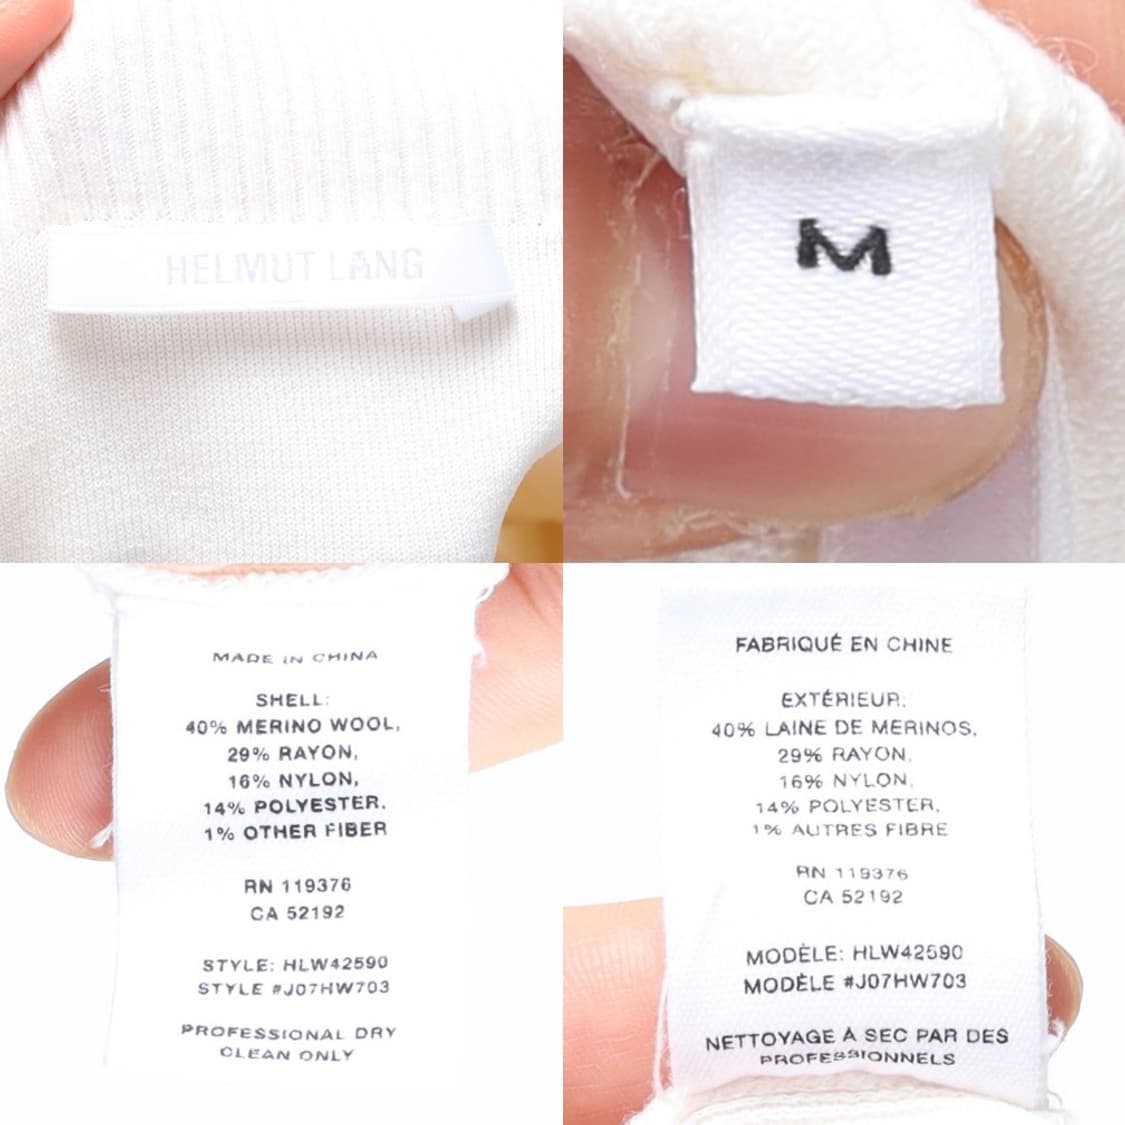 HELMUT LANG
M
MADE IN CHINA
SHELL:
40% MERINO WOOL,
29% RAYON,
16% NYLON,
14% POLYESTER,
1% OTHER FIBER
RN 119376
CA 52192
STYLE: HLW42590
STYLE #J07HW703
PROFESSIONAL DRY
CLEAN ONLY
FABRIQUÉ EN CHINE
EXTÉRIEUR:
40% LAINE DE MERINOS,
29% RAYON,
16% NYLON,
14% POLYESTER,
1% AUTRES FIBRE
RN 119376
CA 52192
MODÈLE: HLW42590
MODÈLE #J07HW703
NETTOYAGE À SEC PAR DES
PROFESSIONNELS